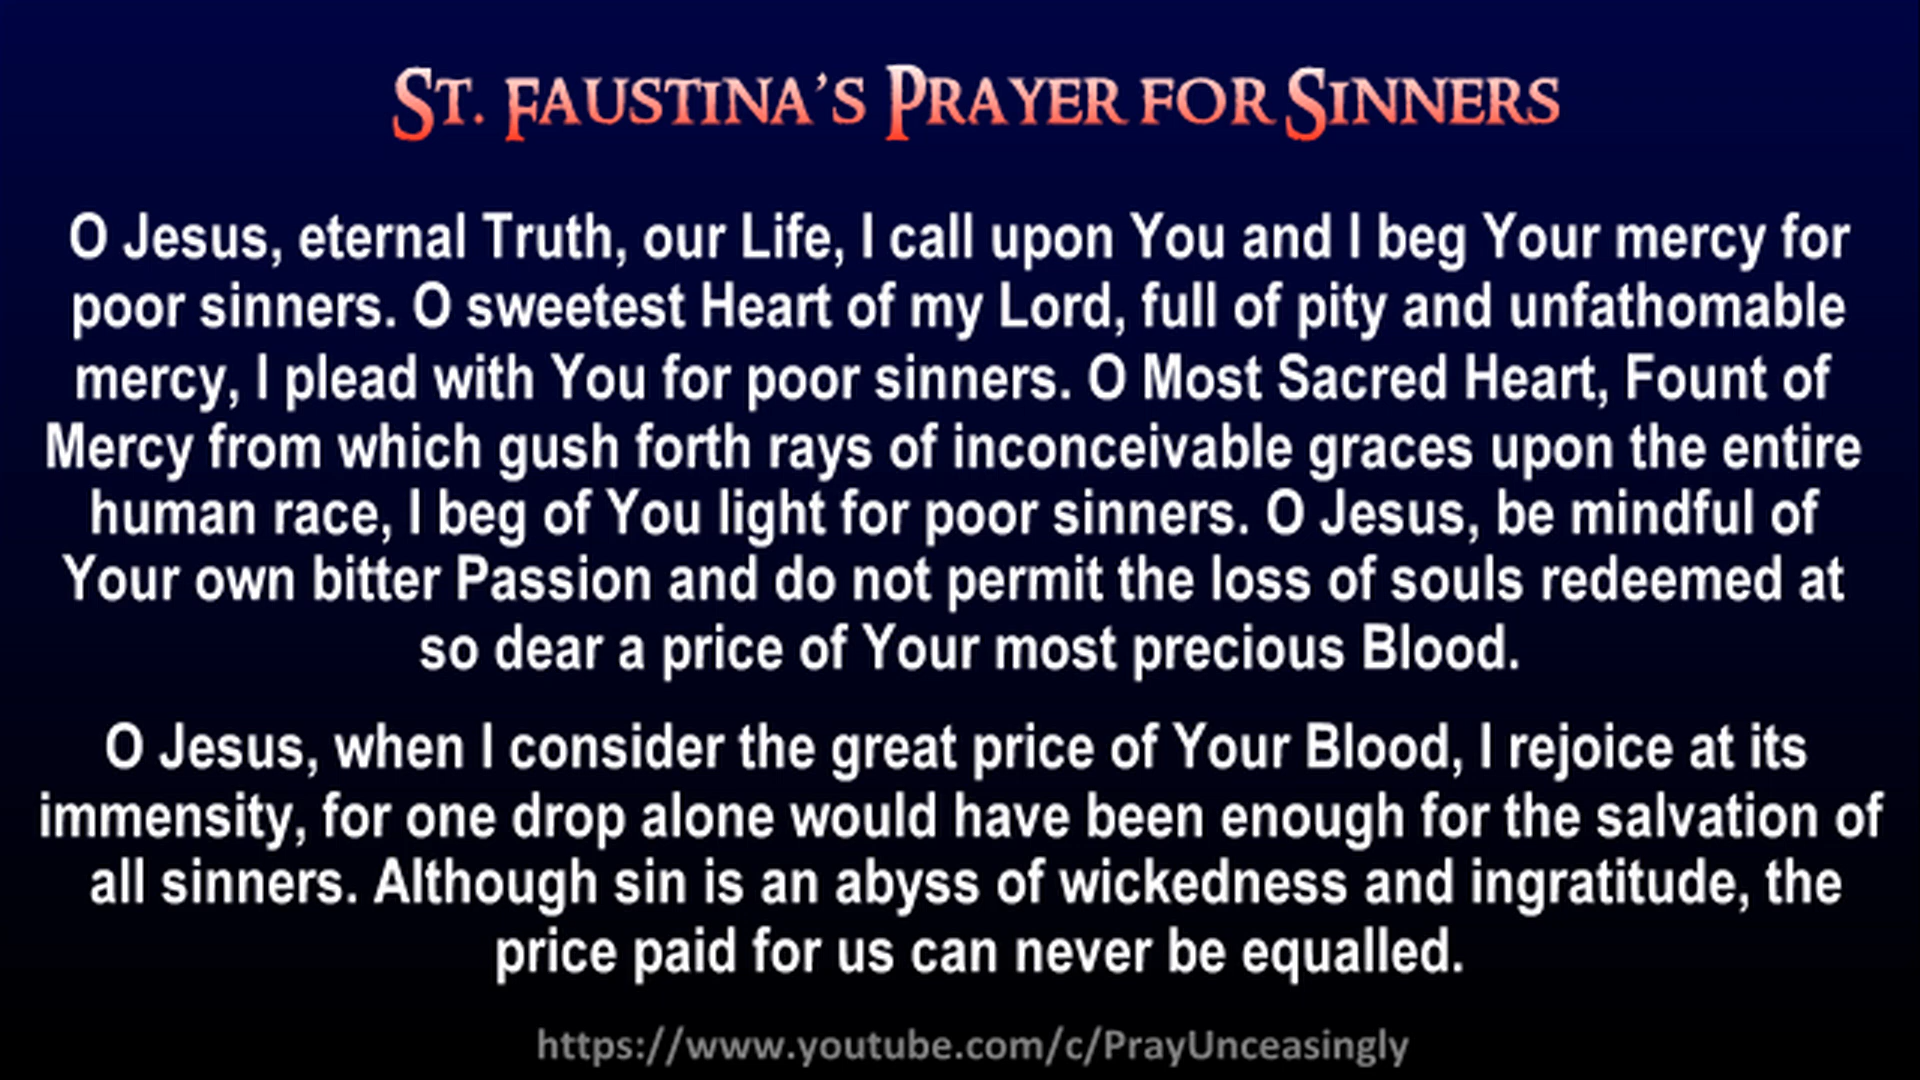 St. Faustina's Prayer for Sinners
O Jesus, eternal Truth, our Life, I call upon You and I beg Your mercy for
poor sinners. O sweetest Heart of my Lord, full of pity and unfathomable
mercy, I plead with You for poor sinners. O Most Sacred Heart, Fount of
Mercy from which gush forth rays of inconceivable graces upon the entire
human race, I beg of You light for poor sinners. O Jesus, be mindful of
Your own bitter Passion and do not permit the loss of souls redeemed at
so dear a price of Your most precious Blood.
O Jesus, when I consider the great price of Your Blood, I rejoice at its
immensity, for one drop alone would have been enough for the salvation of
all sinners. Although sin is an abyss of wickedness and ingratitude, the
price paid for us can never be equalled.
https://www.youtube.com/c/PrayUnceasingly